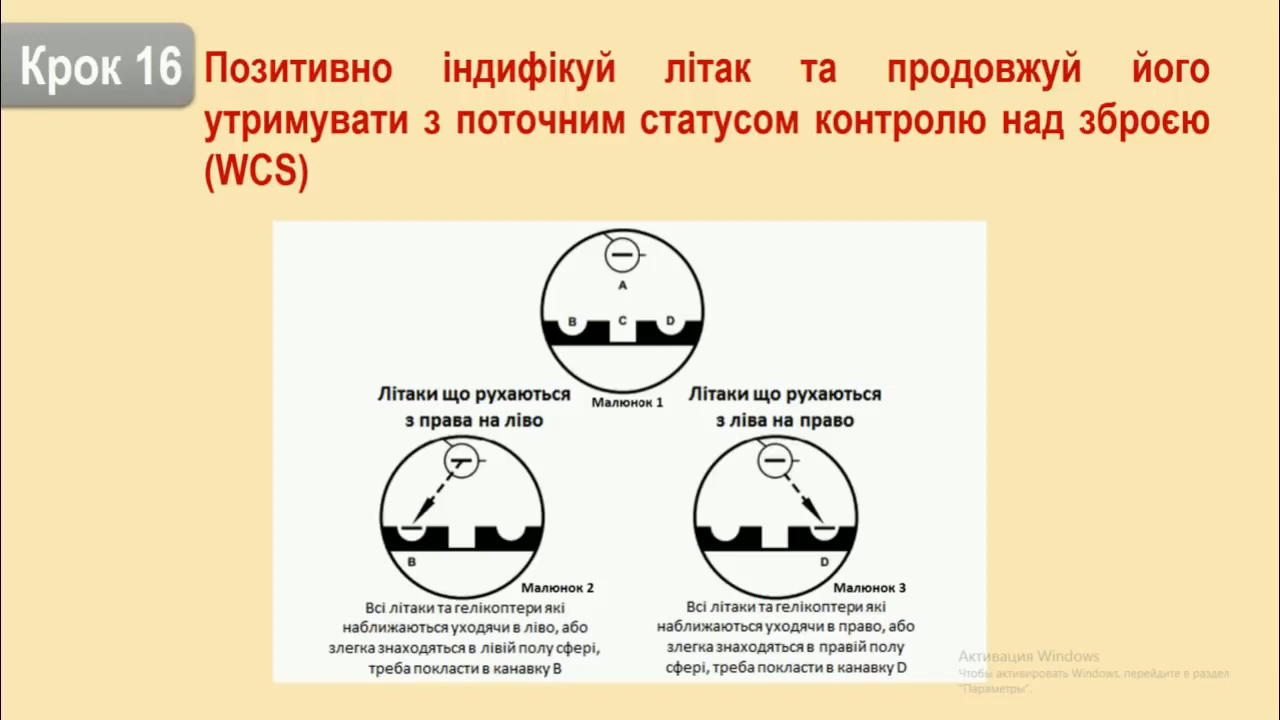 Крок 16
Позитивно індифікуй літак та продовжуй його
утримувати з поточним статусом контролю над зброєю
(WCS)
A
B C D
Малюнок 1
Літаки що рухаються
з права на ліво
B
Малюнок 2
Всі літаки та гелікоптери які
наближаються уходячи в ліво, або
злегка знаходяться в лівій полу сфері,
треба покласти в канавку B
Літаки що рухаються
з ліва на право
D
Малюнок 3
Всі літаки та гелікоптери які
наближаються уходячи в право, або
злегка знаходяться в правій полу
сфері, треба покласти в канавку D
Активация Windows
Чтобы активировать Windows, перейдите в раздел
"Параметры".